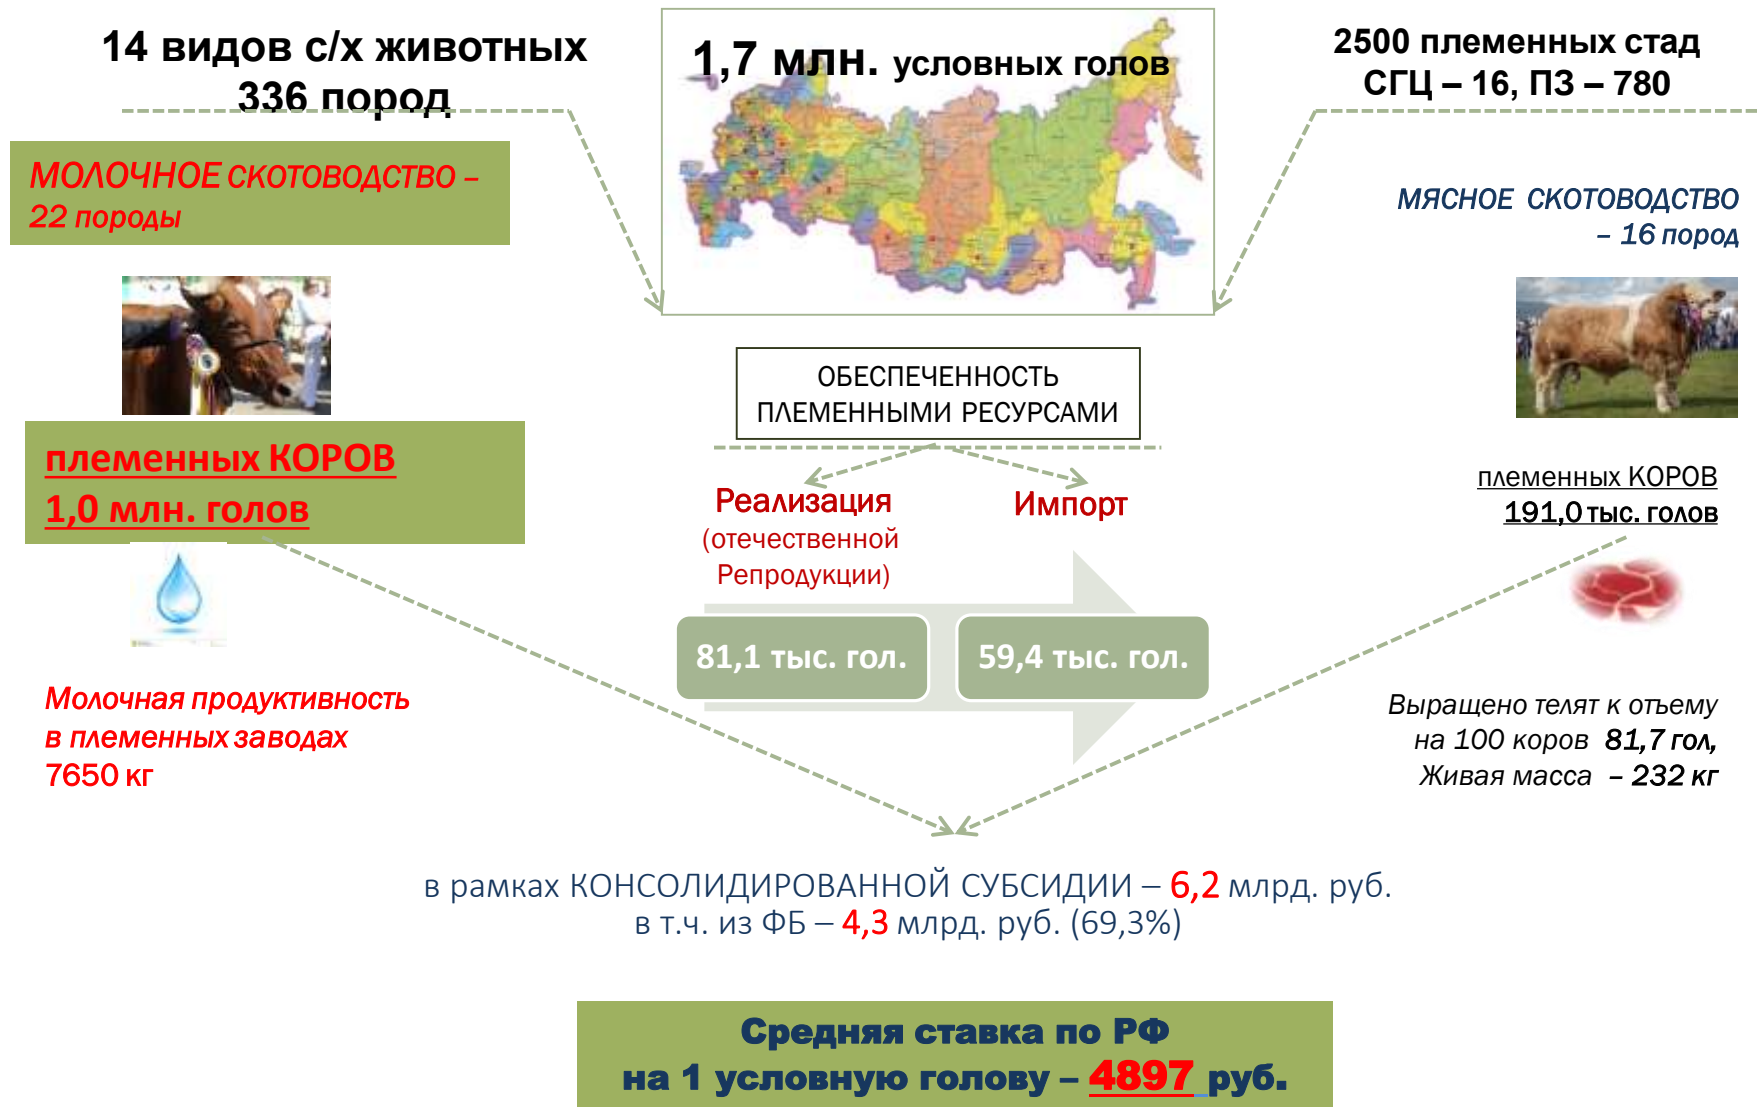 14 видов с/х животных
336 пород
1,7 млн. условных голов
2500 племенных стад
СГЦ – 16, ПЗ – 780
МОЛОЧНОЕ СКОТОВОДСТВО –
22 породы
МЯСНОЕ СКОТОВОДСТВО
– 16 пород
ОБЕСПЕЧЕННОСТЬ
ПЛЕМЕННЫМИ РЕСУРСАМИ
племенных КОРОВ
1,0 млн. голов
Реализация
(отечественной
Репродукции)
Импорт
племенных КОРОВ
191,0 тыс. голов
81,1 тыс. гол.
59,4 тыс. гол.
Молочная продуктивность
в племенных заводах
7650 кг
Выращено телят к отъему
на 100 коров 81,7 гол,
Живая масса – 232 кг
в рамках КОНСОЛИДИРОВАННОЙ СУБСИДИИ – 6,2 млрд. руб.
в т.ч. из ФБ – 4,3 млрд. руб. (69,3%)
Средняя ставка по РФ
на 1 условную голову – 4897 руб.